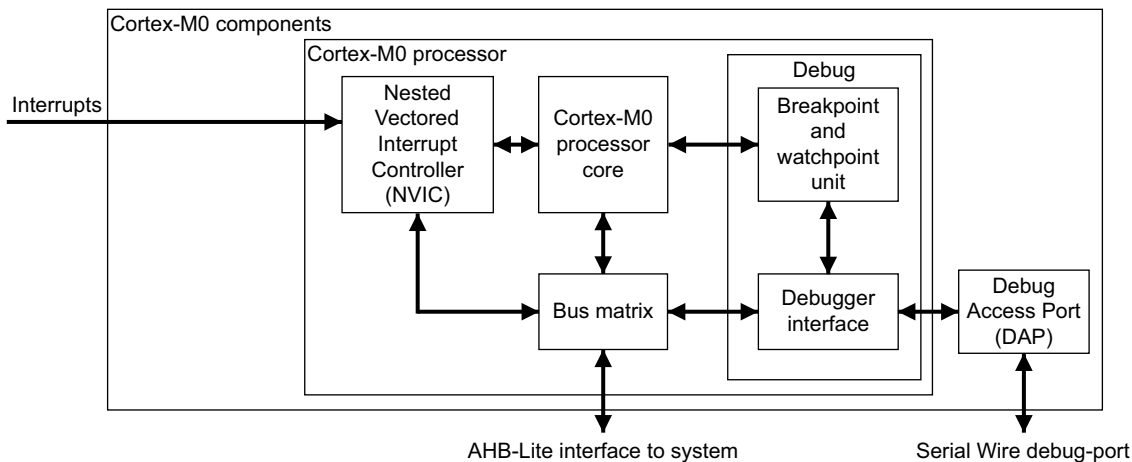 Cortex-M0 components
Cortex-M0 processor
Debug
Interrupts
Nested
Vectored
Interrupt
Controller
(NVIC)
Cortex-M0
processor
core
Breakpoint
and
watchpoint
unit
Bus matrix
Debugger
interface
Debug
Access Port
(DAP)
AHB-Lite interface to system
Serial Wire debug-port